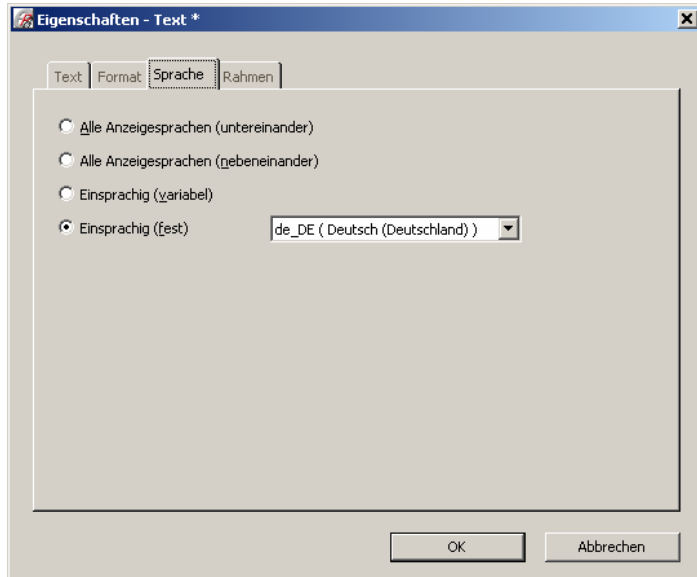 Eigenschaften - Text *
Text Format Sprache Rahmen
Alle Anzeigesprachen (untereinander)
Alle Anzeigesprachen (nebeneinander)
Einsprachig (variabel)
Einsprachig (fest) de_DE ( Deutsch (Deutschland) )
OK Abbrechen